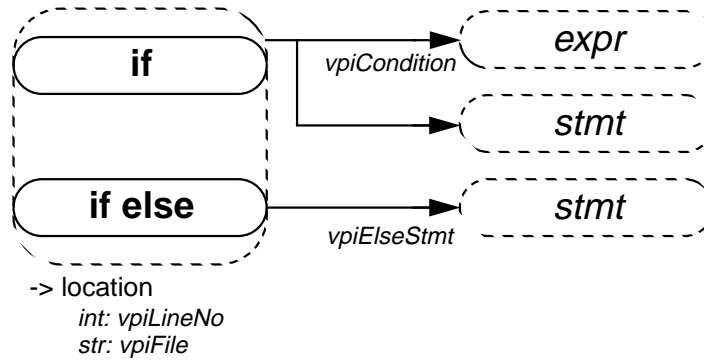 if
expr
vpiCondition
stmt
if else
stmt
vpiElseStmt
-> location
int: vpiLineNo
str: vpiFile